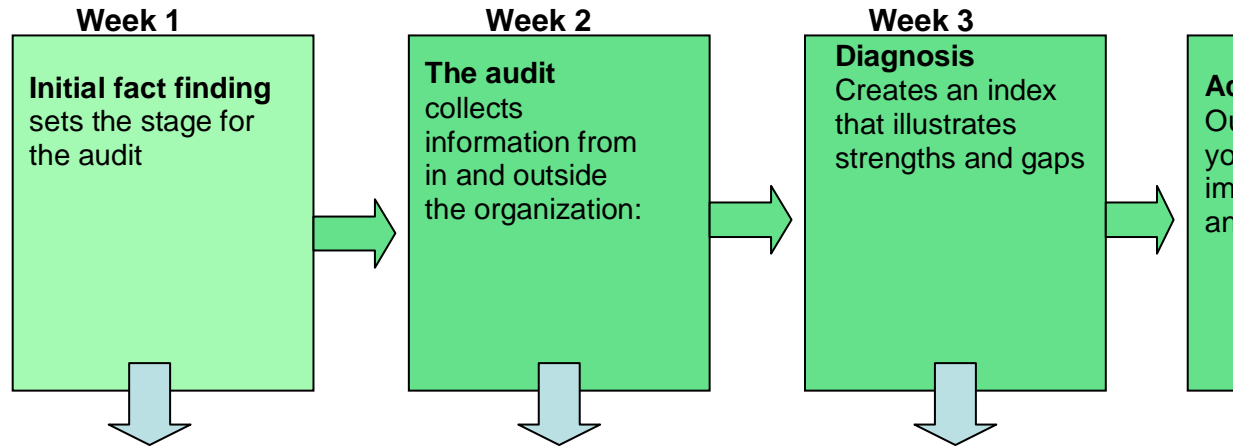 Week 1
Initial fact finding
sets the stage for
the audit
Week 2
The audit
collects
information from
in and outside
the organization:
Week 3
Diagnosis
Creates an index
that illustrates
strengths and gaps